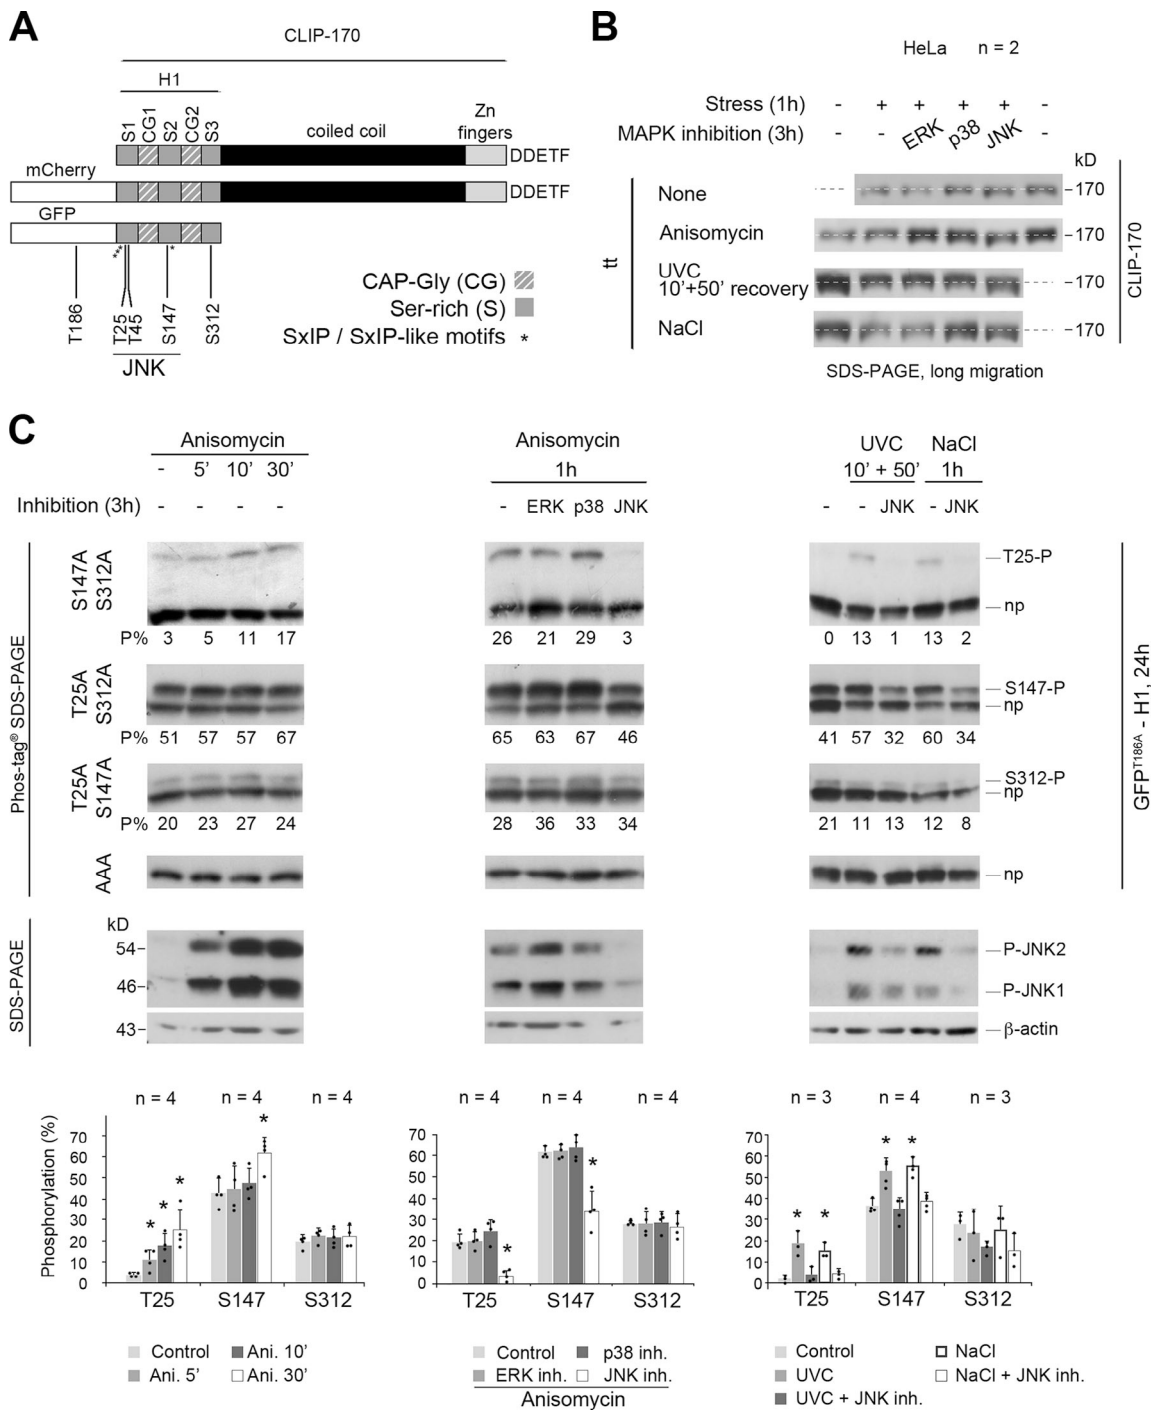 A
CLIP-170
H1
S1 CG1 S2 CG2 S3
coiled coil
Zn
fingers
DDETF
mCherry
DDETF
GFP
***
*
T186 T25 T45 S147 S312
JNK
CAP-Gly (CG)
Ser-rich (S)
SxIP / SxIP-like motifs *
B
HeLa n = 2
Stress (1h) - + + + + -
MAPK inhibition (3h) - - ERK p38 JNK -
kD
tt
None -170
Anisomycin -170
UVC
10'+50' recovery -170
NaCl -170
CLIP-170
SDS-PAGE, long migration
C
Anisomycin
- 5' 10' 30'
Inhibition (3h) - - - -
Anisomycin
1h
- ERK p38 JNK
UVC NaCl
10' + 50' 1h
- JNK - JNK
-
Phos-tag® SDS-PAGE
GFPT186A - H1, 24h
S147A
S312A
T25-P
np
P% 3 5 11 17 26 21 29 3 0 13 1 13 2
T25A
S312A
S147-P
np
P% 51 57 57 67 65 63 67 46 41 57 32 60 34
T25A
S147A
S312-P
np
P% 20 23 27 24 28 36 33 34 21 11 13 12 8
AAA
np
SDS-PAGE
kD
54 P-JNK2
46 P-JNK1
43 β-actin
n = 4 n = 4 n = 4
Phosphorylation (%)
70
60
50
40
30
20
10
0
* * * *
T25 S147 S312
Control Ani. 10'
Ani. 5' Ani. 30'
n = 4 n = 4 n = 4
70
60
50
40
30
20
10
0
* *
T25 S147 S312
Control p38 inh.
ERK inh. JNK inh.
Anisomycin
n = 3 n = 4 n = 3
70
60
50
40
30
20
10
0
* * * *
T25 S147 S312
Control NaCl
UVC NaCl + JNK inh.
UVC + JNK inh.